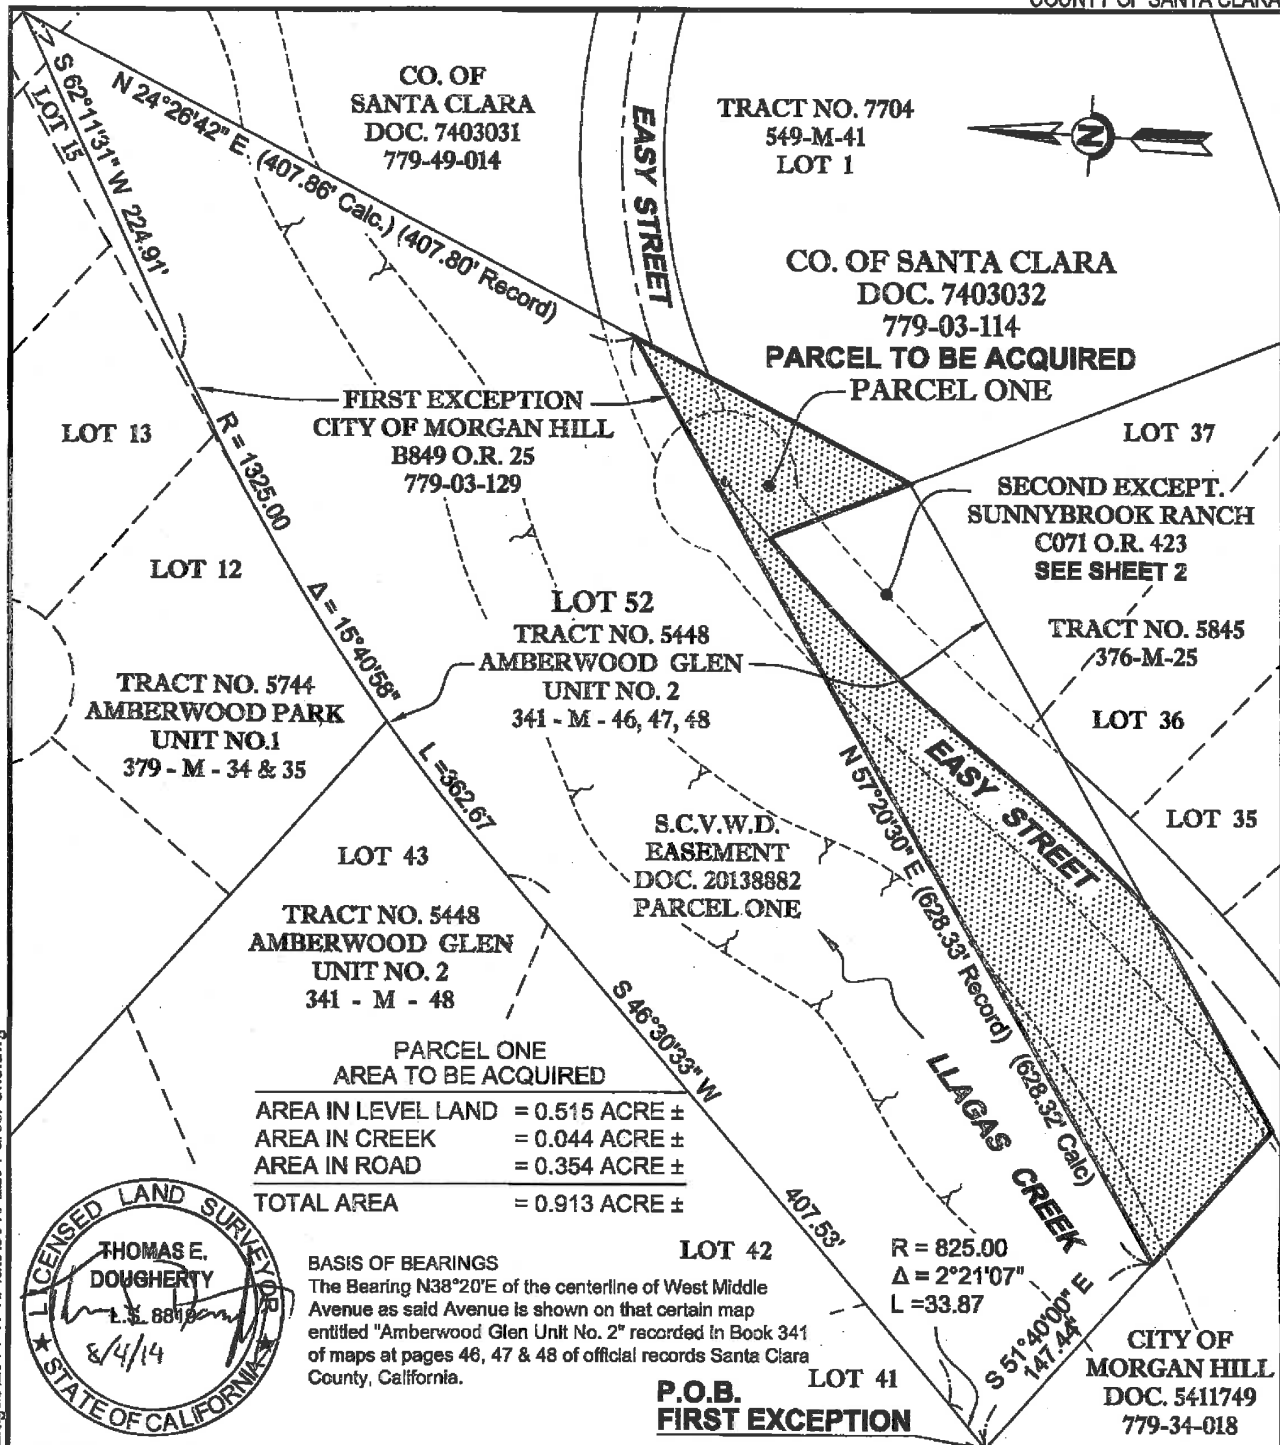 COUNTY OF SANTA CLARA
S 62°11'31" W 224.91'
LOT 15
N 24°26'42" E (407.86' Calc.) (407.80' Record)
CO. OF
SANTA CLARA
DOC. 7403031
779-49-014
EASY STREET
TRACT NO. 7704
549-M-41
LOT 1
N
CO. OF SANTA CLARA
DOC. 7403032
779-03-114
PARCEL TO BE ACQUIRED
PARCEL ONE
FIRST EXCEPTION
CITY OF MORGAN HILL
B849 O.R. 25
779-03-129
LOT 13
R = 1325.00
LOT 37
SECOND EXCEPT.
SUNNYBROOK RANCH
C071 O.R. 423
SEE SHEET 2
LOT 12
Δ = 15°40'58"
LOT 52
TRACT NO. 5448
AMBERWOOD GLEN
UNIT NO. 2
341 - M - 46, 47, 48
TRACT NO. 5845
376-M-25
LOT 36
TRACT NO. 5744
AMBERWOOD PARK
UNIT NO.1
379 - M - 34 & 35
L =362.67
N 57°20'30" E (628.33' Record) (628.32' Calc)
EASY STREET
LOT 35
S.C.V.W.D.
EASEMENT
DOC. 20138882
PARCEL ONE
LOT 43
TRACT NO. 5448
AMBERWOOD GLEN
UNIT NO. 2
341 - M - 48
S 46°30'33" W
407.53'
LLAGAS CREEK
PARCEL ONE
AREA TO BE ACQUIRED
AREA IN LEVEL LAND = 0.515 ACRE ±
AREA IN CREEK = 0.044 ACRE ±
AREA IN ROAD = 0.354 ACRE ±
TOTAL AREA = 0.913 ACRE ±
LICENSED LAND SURVEYOR
THOMAS E.
DOUGHERTY
L.S. 8819
8/4/14
STATE OF CALIFORNIA
BASIS OF BEARINGS
The Bearing N38°20'E of the centerline of West Middle
Avenue as said Avenue is shown on that certain map
entitled "Amberwood Glen Unit No. 2" recorded in Book 341
of maps at pages 46, 47 & 48 of official records Santa Clara
County, California.
LOT 42
R = 825.00
Δ = 2°21'07"
L =33.87
S 51°40'00" E
147.44'
LOT 41
P.O.B.
FIRST EXCEPTION
CITY OF
MORGAN HILL
DOC. 5411749
779-34-018